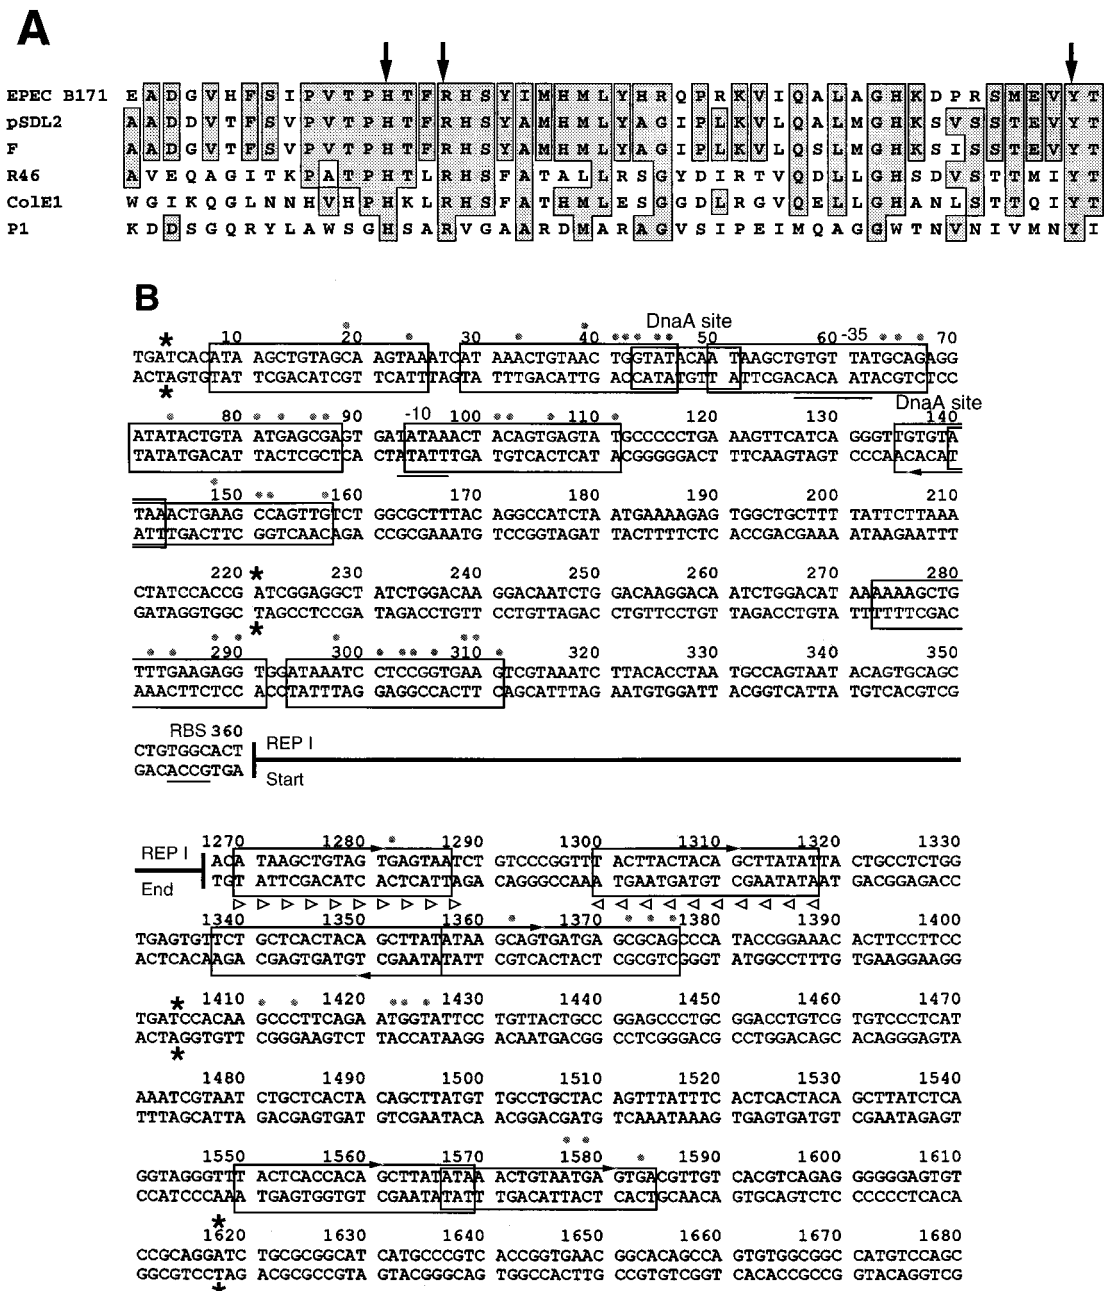 A
EPEC B171 E A D G V H F S I P V T P H T F R H S Y I M H M L Y H R Q P R K V I Q A L A G H K D P R S M E V Y T
pSDL2 A A D D V T F S V P V T P H T F R H S Y A M H M L Y A G I P L K V L Q A L M G H K S V S S T E V Y T
F A A D G V T F S V P V T P H T F R H S Y A M H M L Y A G I P L K V L Q S L M G H K S I S S T E V Y T
R46 A V E Q A G I T K P A T P H T L R H S F A T A L L R S G Y D I R T V Q D L L G H S D V S T T M I Y T
ColE1 W G I K Q G L N N H V H P H K L R H S F A T H M L E S G G D L R G V Q E L L G H A N L S T T Q I Y T
P1 K D D S G Q R Y L A W S G H S A R V G A A R D M A R A G V S I P E I M Q A G G W T N V N I V M N Y I
B
DnaA site
* 10 20 30 40 50 60 -35 70
TGATCACATA AGCTGTAGCA AGTAAATCAT AAACTGTAAC TGGTATACAA TAAGCTGTGT TATGCAGAGG
ACTAGTGTAT TCGACATCGT TCATTTAGTA TTTGACATTG ACCATATGTT ATTCGACACA ATACGTCTCC
*
DnaA site
80 90 -10 100 110 120 130 140
ATATACTGTA ATGAGCGAGT GATATAAACT ACAGTGAGTA TGCCCCCTGA AAGTTCATCA GGGTTGTGTA
TATATGACAT TACTCGCTCA CTATATTTGA TGTCACTCAT ACGGGGGACT TTCAAGTAGT CCCAACACAT
150 160 170 180 190 200 210
TAAACTGAAG CCAGTTGTCT GGCGCTTTAC AGGCCATCTA ATGAAAAGAG TGGCTGCTTT TATTCTTAAA
ATTTGACTTC GGTCAACAGA CCGCGAAATG TCCGGTAGAT TACTTTTCTC ACCGACGAAA ATAAGAATTT
220 * 230 240 250 260 270 280
CTATCCACCG ATCGGAGGCT ATCTGGACAA GGACAATCTG GACAAGGACA ATCTGGACAT AAAAAAGCTG
GATAGGTGGC TAGCCTCCGA TAGACCTGTT CCTGTTAGAC CTGTTCCTGT TAGACCTGTA TTTTTTCGAC
*
290 300 310 320 330 340 350
TTTGAAGAGG TGGATAAATC CTCCGGTGAA GTCGTAAATC TTACACCTAA TGCCAGTAAT ACAGTGCAGC
AAACTTCTCC ACCTATTTAG GAGGCCACTT CAGCATTTAG AATGTGGATT ACGGTCATTA TGTCACGTCG
RBS 360
CTGTGGCACT REP I
GACACCGTGA Start
1270 1280 1290 1300 1310 1320 1330
REP I ACA TAAGCTGTAG TGAGTAATCT GTCCCGGTTT ACTTACTACA GCTTATATTA CTGCCTCTGG
End TGT ATTCGACATC ACTCATTAGA CAGGGCCAAA TGAATGATGT CGAATATAAT GACGGAGACC
1340 1350 1360 1370 1380 1390 1400
TGAGTGTTCT GCTCACTACA GCTTATATAA GCAGTGATGA GCGCAGCCCA TACCGGAAAC ACTTCCTTCC
ACTCACAAGA CGAGTGATGT CGAATATATT CGTCACTACT CGCGTCGGGT ATGGCCTTTG TGAAGGAAGG
* 1410 1420 1430 1440 1450 1460 1470
TGATCCACAA GCCCTTCAGA ATGGTATTCC TGTTACTGCC GGAGCCCTGC GGACCTGTCG TGTCCCTCAT
ACTAGGTGTT CGGGAAGTCT TACCATAAGG ACAATGACGG CCTCGGGACG CCTGGACAGC ACAGGGAGTA
*
1480 1490 1500 1510 1520 1530 1540
AAATCGTAAT CTGCTCACTA CAGCTTATGT TGCCTGCTAC AGTTTATTTC ACTCACTACA GCTTATCTCA
TTTAGCATTA GACGAGTGAT GTCGAATACA ACGGACGATG TCAAATAAAG TGAGTGATGT CGAATAGAGT
1550 1560 1570 1580 1590 1600 1610
GGTAGGGTTT ACTCACCACA GCTTATATAA ACTGTAATGA GTGACGTTGT CACGTCAGAG GGGGGAGTGT
CCATCCCAAA TGAGTGGTGT CGAATATATT TGACATTACT CACTGCAACA GTGCAGTCTC CCCCCTCACA
*
1620 1630 1640 1650 1660 1670 1680
CCGCAGGATC TGCGCGGCAT CATGCCCGTC ACCGGTGAAC GGCACAGCCA GTGTGGCGGC CATGTCCAGC
GGCGTCCTAG ACGCGCCGTA GTACGGGCAG TGGCCACTTG CCGTGTCGGT CACACCGCCG GTACAGGTCG
*